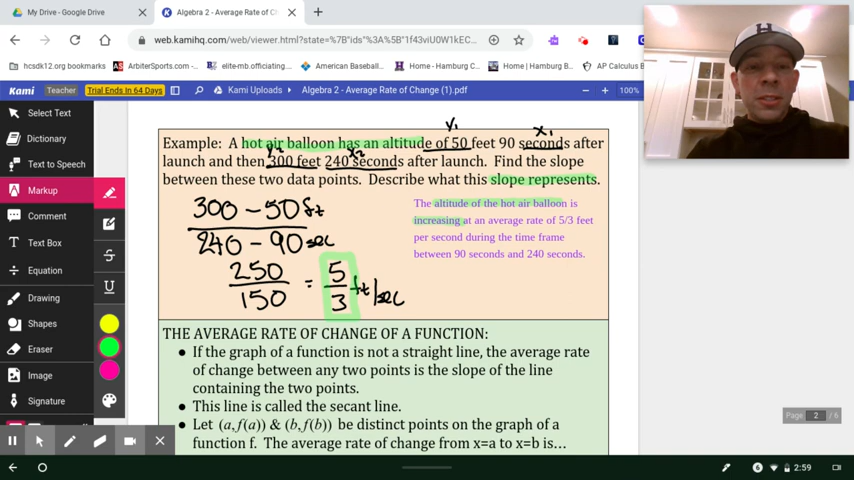 My Drive - Google Drive
Algebra 2 - Average Rate of Ch
web.kamihq.com/web/viewer.html?state=%7B"ids"%3A%5B"1f43viU0W1kEC...
hcsdk12.org bookmarks
ArbiterSports.com
elite-mb.officiating...
American Baseball...
Home - Hamburg C...
Home | Hamburg B...
AP Calculus B
Kami
Teacher
Trial Ends In 64 Days
Kami Uploads
Algebra 2 - Average Rate of Change (1).pdf
100%
Select Text
Dictionary
Text to Speech
Markup
Comment
Text Box
Equation
Drawing
Shapes
Eraser
Image
Signature
y1 x1
Example: A hot air balloon has an altitude of 50 feet 90 seconds after
y2 x2
launch and then 300 feet 240 seconds after launch. Find the slope
between these two data points. Describe what this slope represents.
300 - 50 ft
240 - 90 sec
250
150
= 5
3
ft/sec
The altitude of the hot air balloon is
increasing at an average rate of 5/3 feet
per second during the time frame
between 90 seconds and 240 seconds.
THE AVERAGE RATE OF CHANGE OF A FUNCTION:
• If the graph of a function is not a straight line, the average rate
of change between any two points is the slope of the line
containing the two points.
• This line is called the secant line.
• Let (a, f(a)) & (b, f(b)) be distinct points on the graph of a
function f. The average rate of change from x=a to x=b is...
Page 2 / 6
H
6 2:59